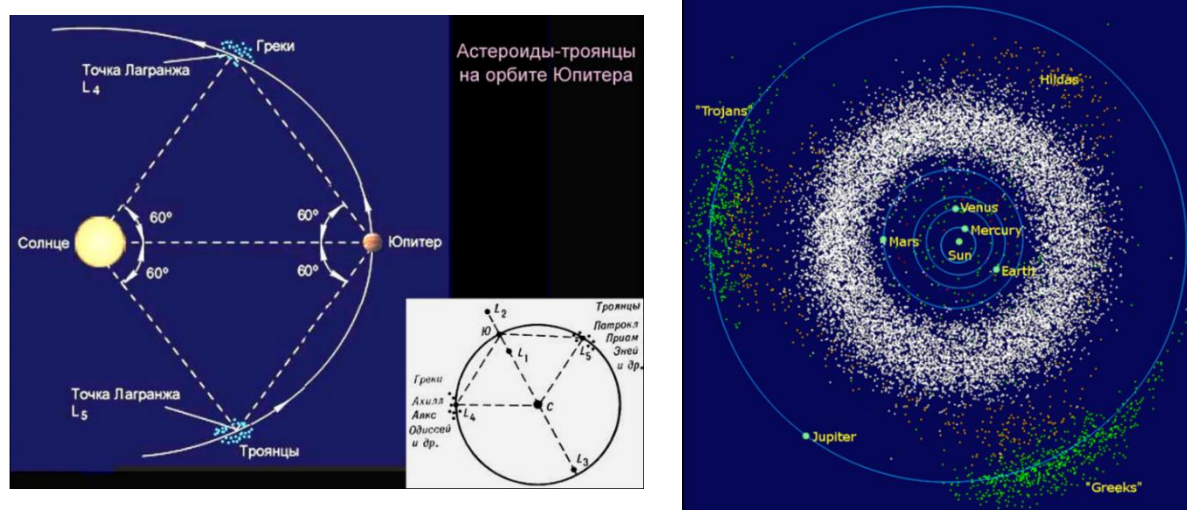 Греки
Астероиды-троянцы
на орбите Юпитера
Точка Лагранжа
L4
60°
60°
Солнце
Юпитер
60°
60°
Точка Лагранжа
L5
Троянцы
L2
Ю
L1
Троянцы
Патрокл
Приам
Эней
и др.
L5
Греки
Ахилл
Аякс
Одиссей
и др.
L4
C
L3
Hildas
"Trojans"
Venus
Mercury
Mars
Sun
Earth
Jupiter
"Greeks"